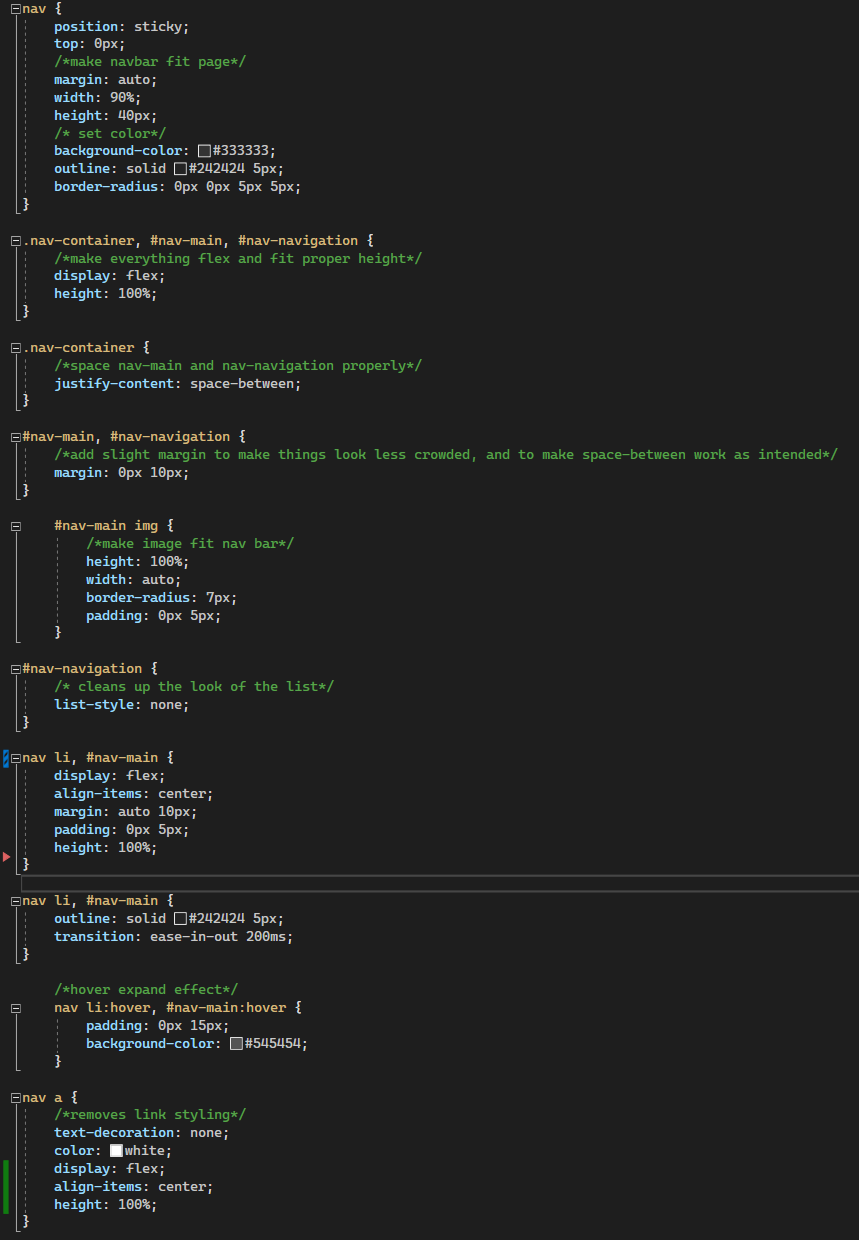 nav {
    position: sticky;
    top: 0px;
    /*make navbar fit page*/
    margin: auto;
    width: 90%;
    height: 40px;
    /* set color*/
    background-color: #333333;
    outline: solid #242424 5px;
    border-radius: 0px 0px 5px 5px;
}

.nav-container, #nav-main, #nav-navigation {
    /*make everything flex and fit proper height*/
    display: flex;
    height: 100%;
}

.nav-container {
    /*space nav-main and nav-navigation properly*/
    justify-content: space-between;
}

#nav-main, #nav-navigation {
    /*add slight margin to make things look less crowded, and to make space-between work as intended*/
    margin: 0px 10px;
}

    #nav-main img {
        /*make image fit nav bar*/
        height: 100%;
        width: auto;
        border-radius: 7px;
        padding: 0px 5px;
    }

#nav-navigation {
    /* cleans up the look of the list*/
    list-style: none;
}

nav li, #nav-main {
    display: flex;
    align-items: center;
    margin: auto 10px;
    padding: 0px 5px;
    height: 100%;
}

nav li, #nav-main {
    outline: solid #242424 5px;
    transition: ease-in-out 200ms;
}

    /*hover expand effect*/
    nav li:hover, #nav-main:hover {
        padding: 0px 15px;
        background-color: #545454;
    }

nav a {
    /*removes link styling*/
    text-decoration: none;
    color: white;
    display: flex;
    align-items: center;
    height: 100%;
}